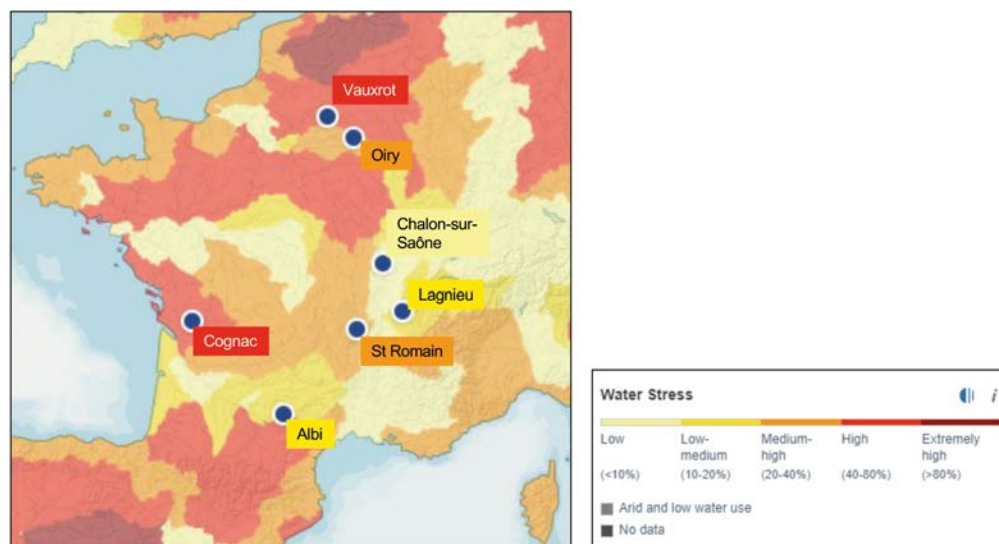 Vauxrot
Oiry
Chalon-sur-
Saône
Lagnieu
Cognac
St Romain
Albi
Water Stress
i
Low
Low-
medium
Medium-
high
High
Extremely
high
(<10%)
(10-20%)
(20-40%)
(40-80%)
(>80%)
Arid and low water use
No data